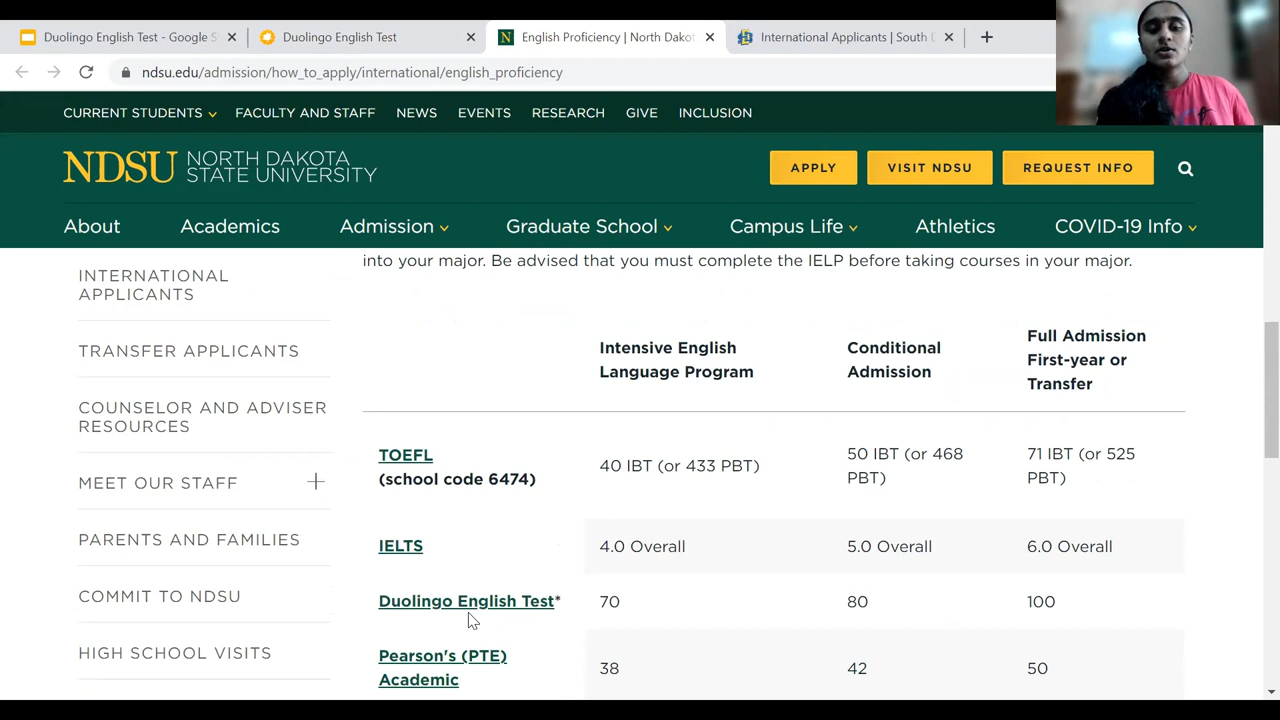 Duolingo English Test - Google S
Duolingo English Test
English Proficiency | North Dakot
International Applicants | South D
ndsu.edu/admission/how_to_apply/international/english_proficiency
CURRENT STUDENTS FACULTY AND STAFF NEWS EVENTS RESEARCH GIVE INCLUSION
NDSU NORTH DAKOTA
STATE UNIVERSITY
APPLY
VISIT NDSU
REQUEST INFO
About Academics Admission Graduate School Campus Life Athletics COVID-19 Info
INTERNATIONAL
APPLICANTS
TRANSFER APPLICANTS
COUNSELOR AND ADVISER
RESOURCES
MEET OUR STAFF
PARENTS AND FAMILIES
COMMIT TO NDSU
HIGH SCHOOL VISITS
into your major. Be advised that you must complete the IELP before taking courses in your major.
Intensive English
Language Program
Conditional
Admission
Full Admission
First-year or
Transfer
TOEFL
(school code 6474)
40 IBT (or 433 PBT)
50 IBT (or 468
PBT)
71 IBT (or 525
PBT)
IELTS
4.0 Overall
5.0 Overall
6.0 Overall
Duolingo English Test*
70
80
100
Pearson's (PTE)
Academic
38
42
50